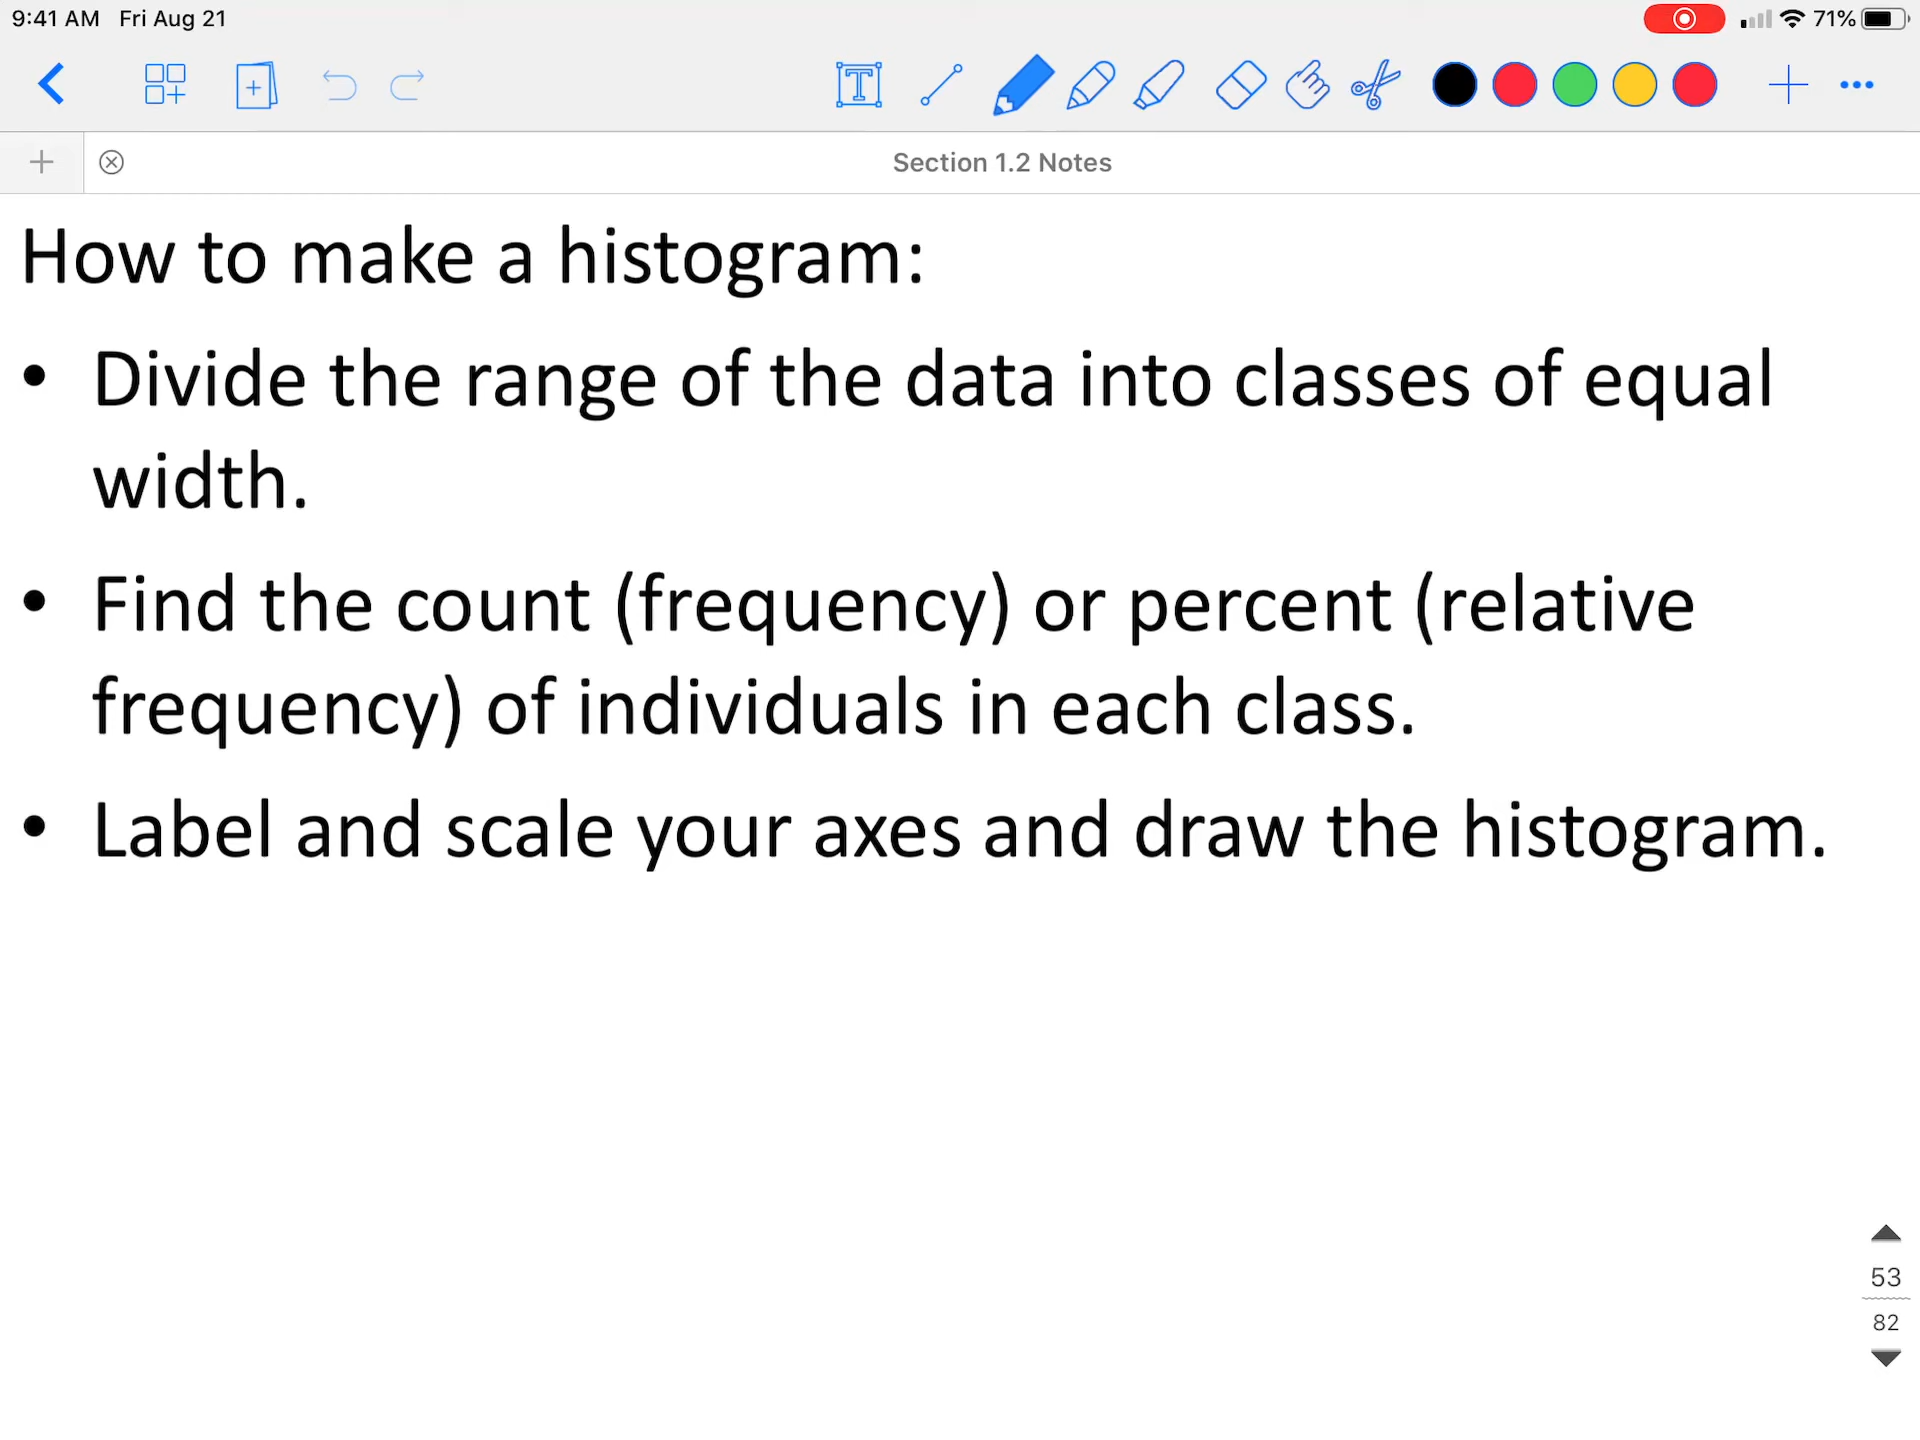 9:41 AM Fri Aug 21
71%
T
Section 1.2 Notes
How to make a histogram:
• Divide the range of the data into classes of equal
width.
• Find the count (frequency) or percent (relative
frequency) of individuals in each class.
• Label and scale your axes and draw the histogram.
53
82